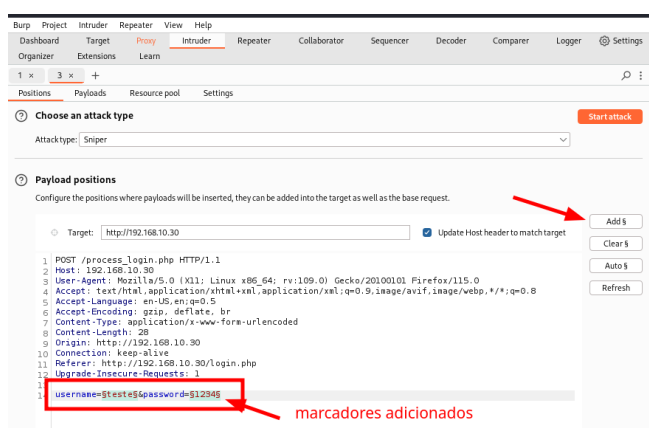 Burp Project Intruder Repeater View Help
Dashboard Target Proxy Intruder Repeater Collaborator Sequencer Decoder Comparer Logger Settings
Organizer Extensions Learn
1 × 3 × +
Positions Payloads Resource pool Settings
? Choose an attack type
Start attack
Attack type: Sniper
? Payload positions
Configure the positions where payloads will be inserted, they can be added into the target as well as the base request.
Add §
Target: http://192.168.10.30 Update Host header to match target
Clear §
Auto §
Refresh
1 POST /process_login.php HTTP/1.1
2 Host: 192.168.10.30
3 User-Agent: Mozilla/5.0 (X11; Linux x86_64; rv:109.0) Gecko/20100101 Firefox/115.0
4 Accept: text/html,application/xhtml+xml,application/xml;q=0.9,image/avif,image/webp,*/*;q=0.8
5 Accept-Language: en-US,en;q=0.5
6 Accept-Encoding: gzip, deflate, br
7 Content-Type: application/x-www-form-urlencoded
8 Content-Length: 28
9 Origin: http://192.168.10.30
10 Connection: keep-alive
11 Referer: http://192.168.10.30/login.php
12 Upgrade-Insecure-Requests: 1
13
14 username=§teste§&password=§1234§
marcadores adicionados